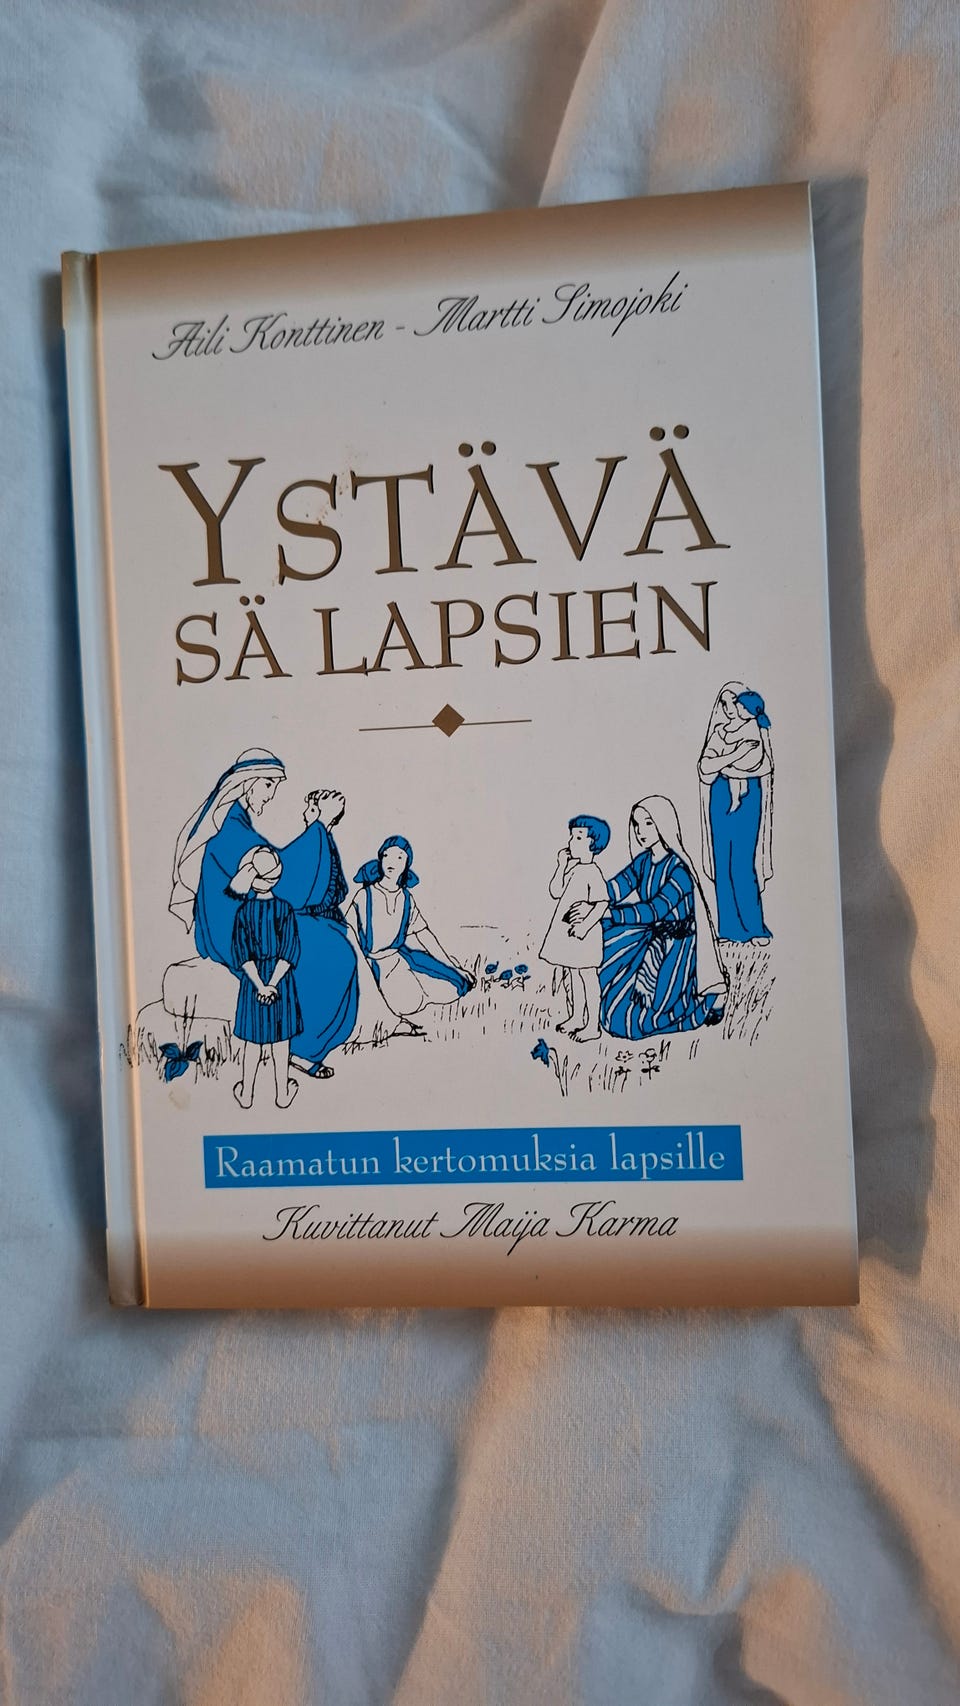 Aili Konttinen - Martti Simojoki
YSTÄVÄ
SÄ LAPSIEN
Raamatun kertomuksia lapsille
Kuvittanut Maija Karma